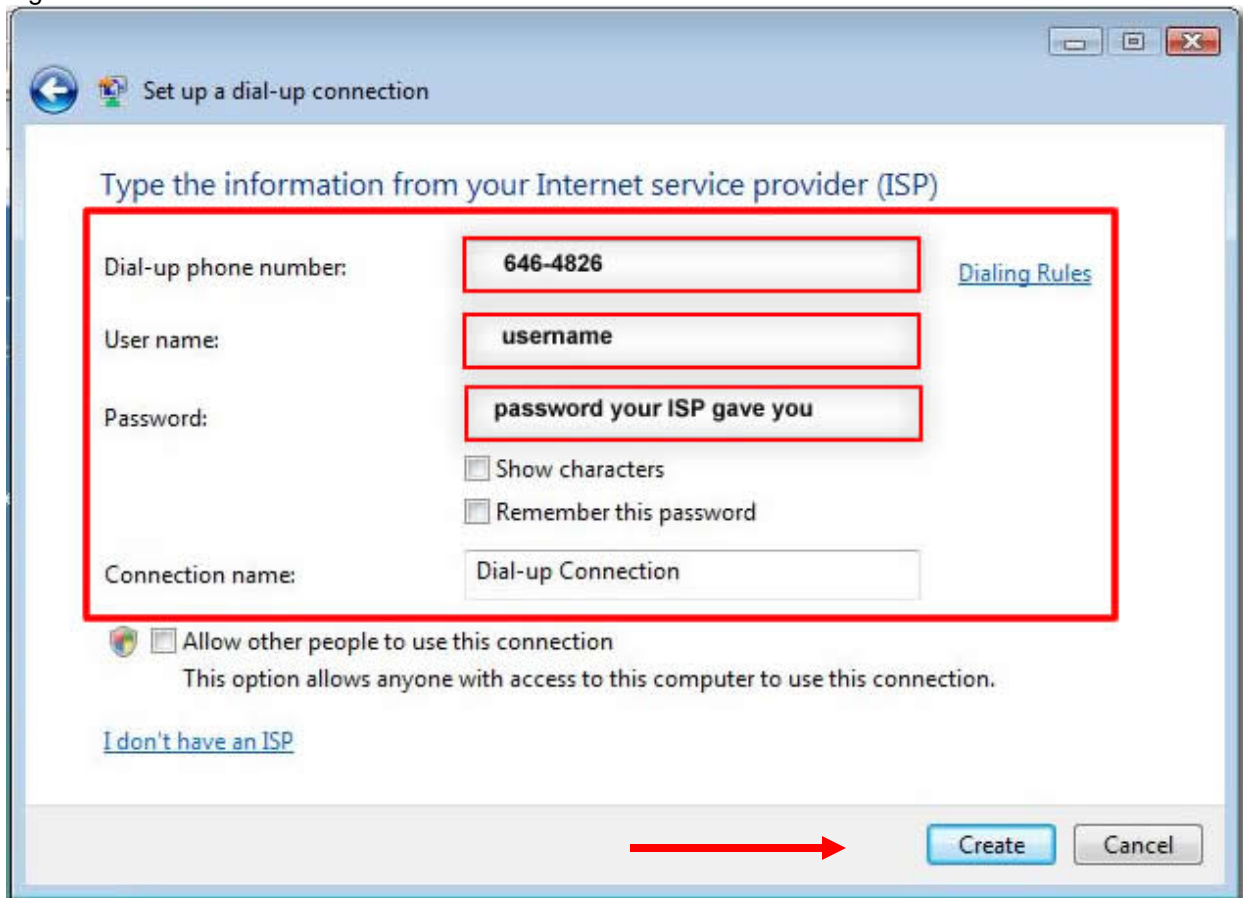 Set up a dial-up connection
Type the information from your Internet service provider (ISP)
Dial-up phone number: 646-4826 Dialing Rules
User name: username
Password: password your ISP gave you
Show characters
Remember this password
Connection name: Dial-up Connection
Allow other people to use this connection
This option allows anyone with access to this computer to use this connection.
I don't have an ISP
Create Cancel